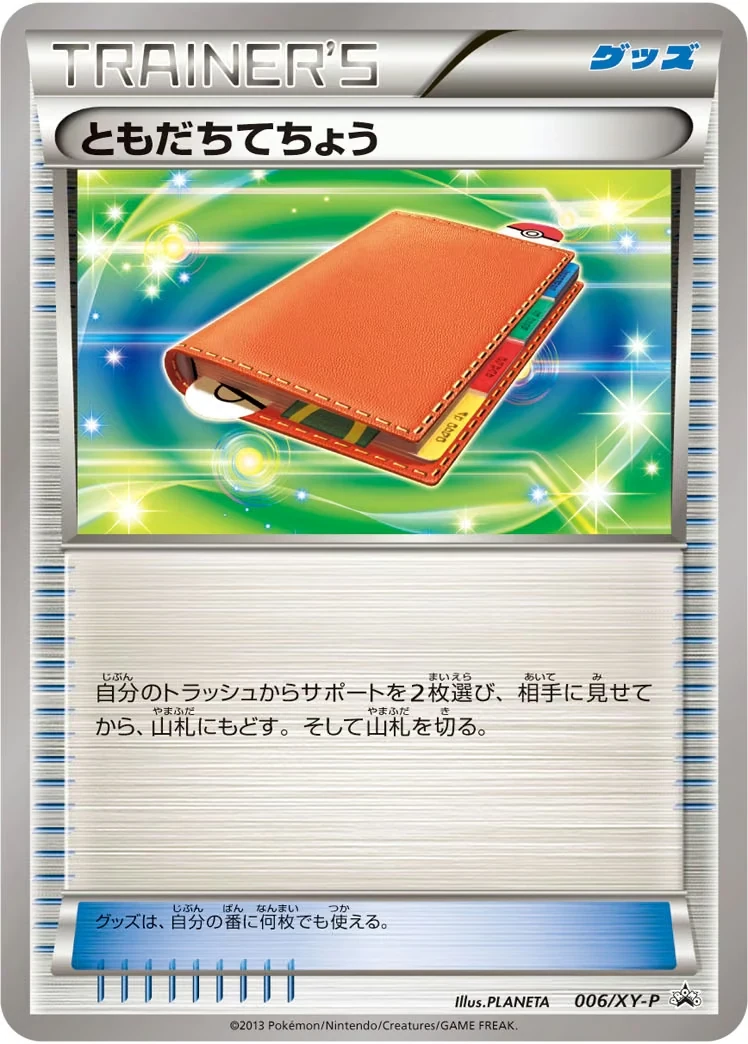 TRAINER'S
グッズ
ともだちてちょう
自分のトラッシュからサポートを2枚選び、相手に見せて
から、山札にもどす。そして山札を切る。
グッズは、自分の番に何枚でも使える。
Illus.PLANETA 006/XY-P
©2013 Pokémon/Nintendo/Creatures/GAME FREAK.